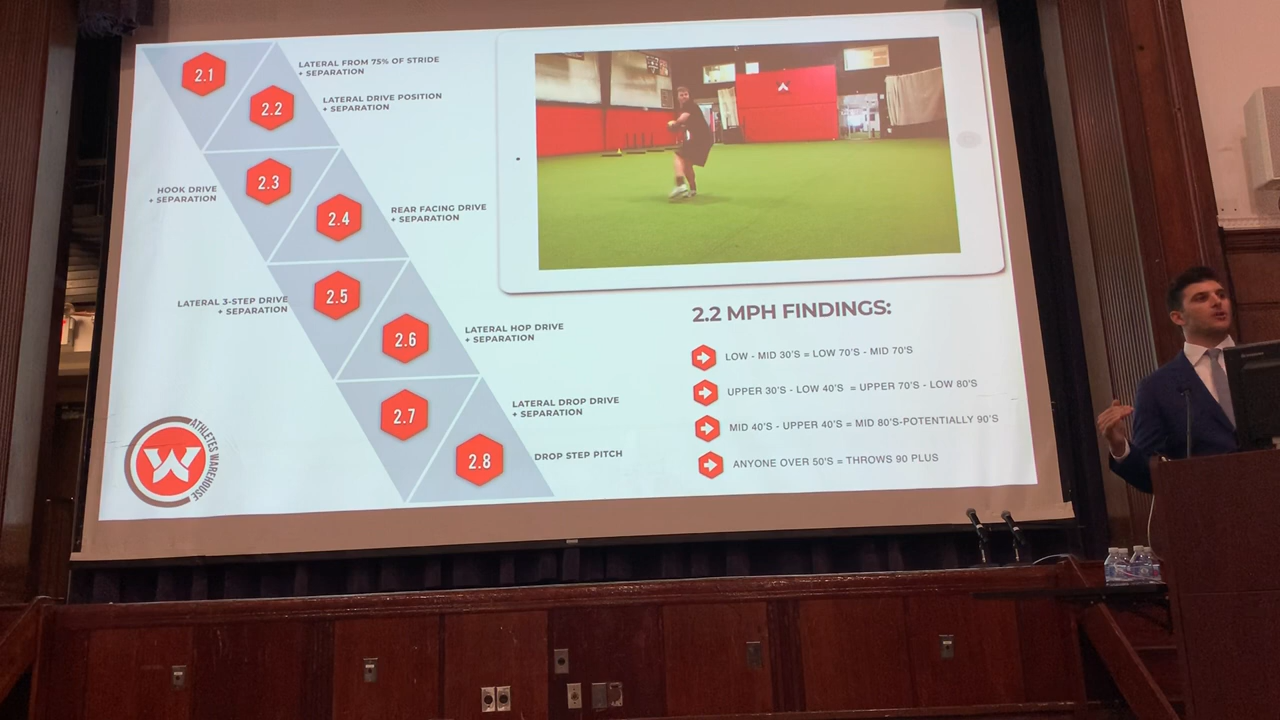 2.1
LATERAL FROM 75% OF STRIDE
+ SEPARATION
2.2
LATERAL DRIVE POSITION
+ SEPARATION
2.3
HOOK DRIVE
+ SEPARATION
2.4
REAR FACING DRIVE
+ SEPARATION
2.5
LATERAL 3-STEP DRIVE
+ SEPARATION
2.6
LATERAL HOP DRIVE
+ SEPARATION
2.7
LATERAL DROP DRIVE
+ SEPARATION
2.8
DROP STEP PITCH
W
ATHLETES WAREHOUSE
2.2 MPH FINDINGS:
LOW - MID 30'S = LOW 70'S - MID 70'S
UPPER 30'S - LOW 40'S = UPPER 70'S - LOW 80'S
MID 40'S - UPPER 40'S = MID 80'S-POTENTIALLY 90'S
ANYONE OVER 50'S = THROWS 90 PLUS